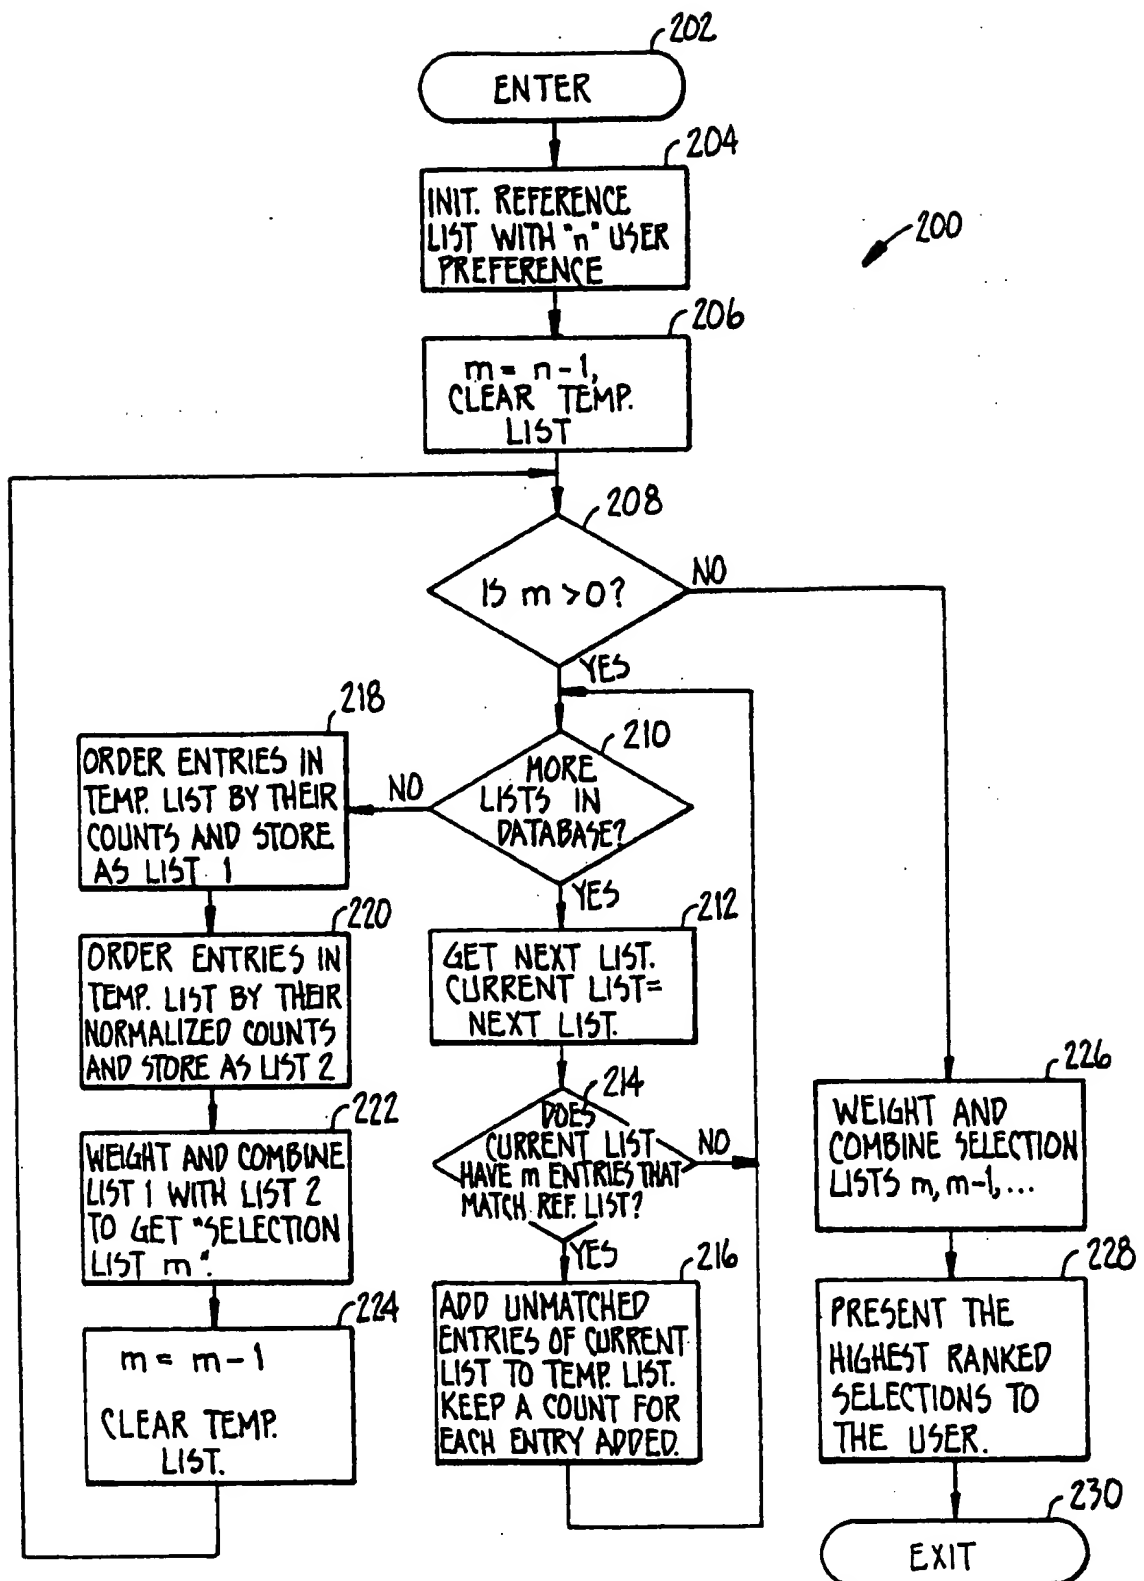 202
ENTER
204
INIT. REFERENCE
LIST WITH "n" USER
PREFERENCE
200
206
m = n-1,
CLEAR TEMP.
LIST
208
IS m > 0?
NO
YES
218
ORDER ENTRIES IN
TEMP. LIST BY THEIR
COUNTS AND STORE
AS LIST 1
NO
210
MORE
LISTS IN
DATABASE?
YES
220
ORDER ENTRIES IN
TEMP. LIST BY THEIR
NORMALIZED COUNTS
AND STORE AS LIST 2
212
GET NEXT LIST.
CURRENT LIST=
NEXT LIST.
222
WEIGHT AND COMBINE
LIST 1 WITH LIST 2
TO GET "SELECTION
LIST m".
214
DOES
CURRENT LIST
HAVE m ENTRIES THAT
MATCH REF. LIST?
NO
YES
226
WEIGHT AND
COMBINE SELECTION
LISTS m, m-1, ...
224
m = m-1
CLEAR TEMP.
LIST.
216
ADD UNMATCHED
ENTRIES OF CURRENT
LIST TO TEMP. LIST.
KEEP A COUNT FOR
EACH ENTRY ADDED.
228
PRESENT THE
HIGHEST RANKED
SELECTIONS TO
THE USER.
230
EXIT